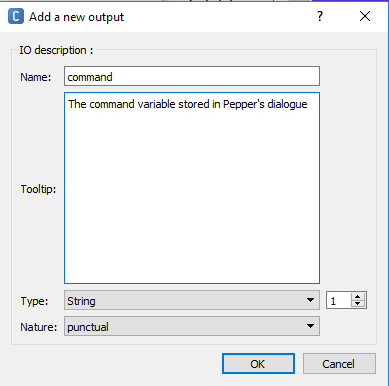 C Add a new output
IO description :
Name: command
The command variable stored in Pepper's dialogue
Tooltip:
Type: String 1
Nature: punctual
OK Cancel